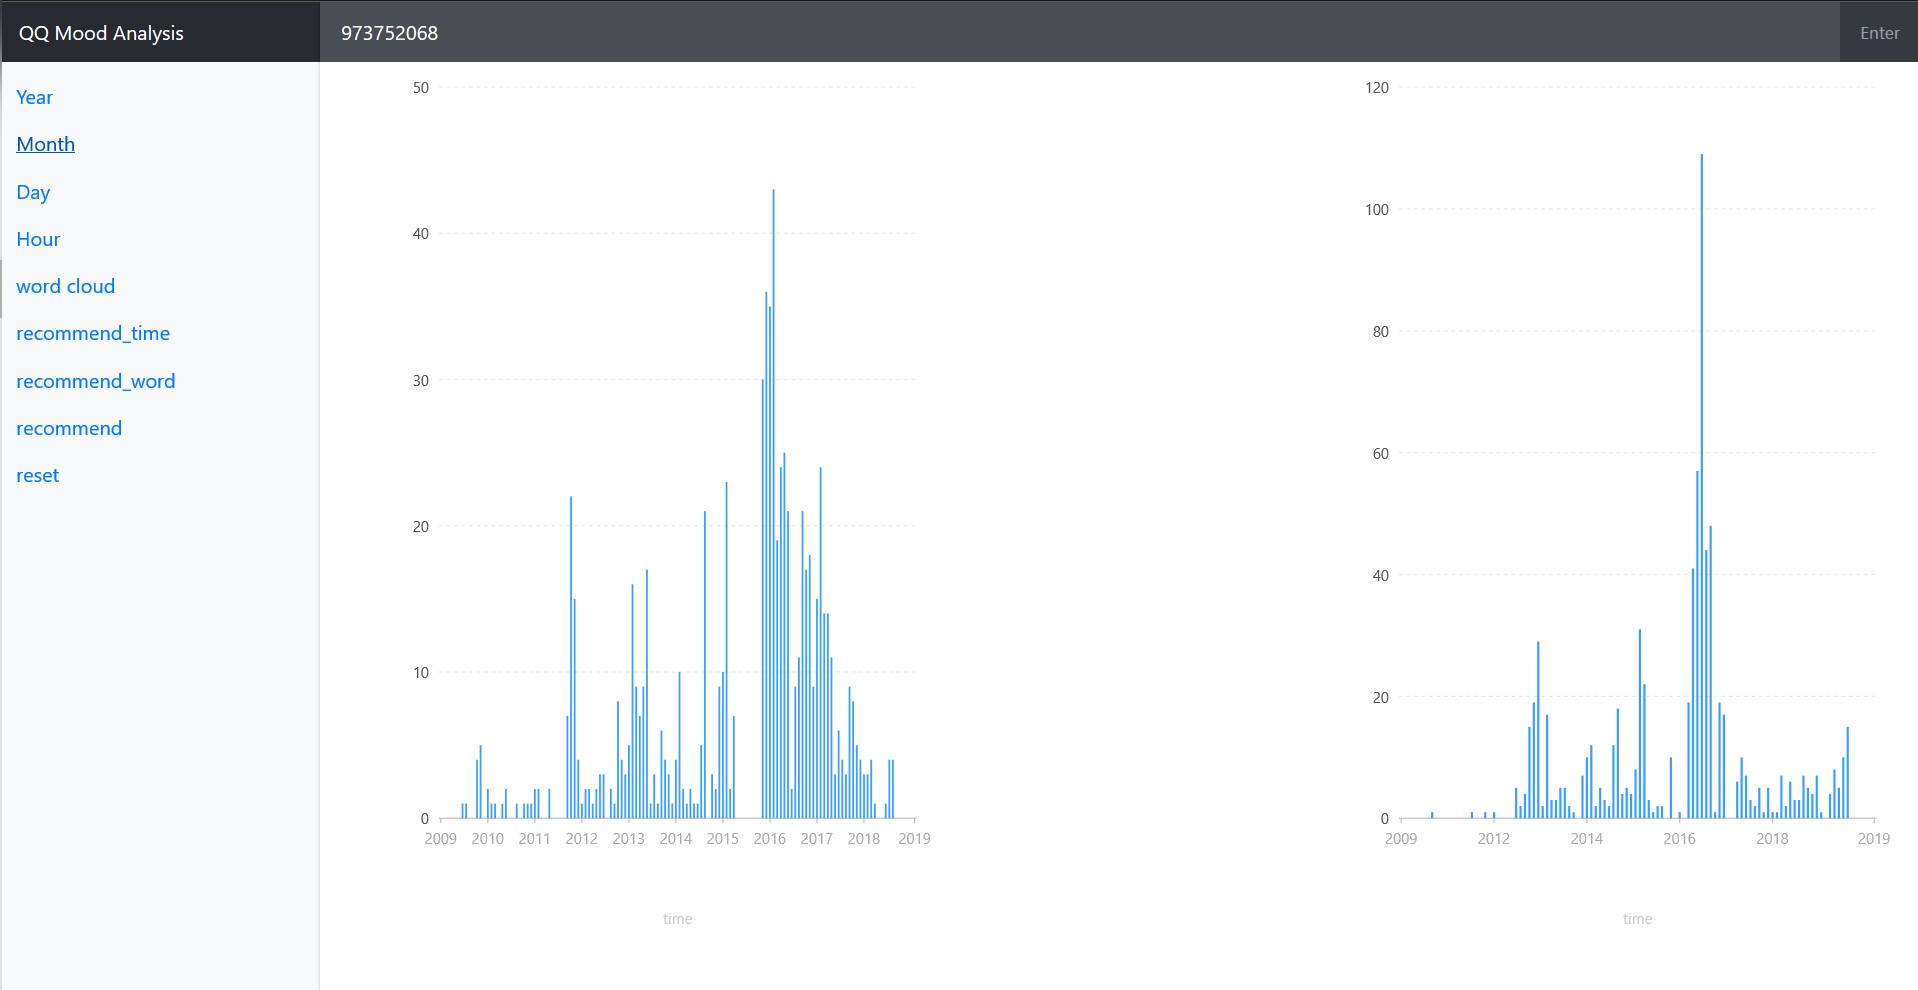 QQ Mood Analysis
973752068
Enter
Year
Month
Day
Hour
word cloud
recommend_time
recommend_word
recommend
reset
50
40
30
20
10
0
2009 2010 2011 2012 2013 2014 2015 2016 2017 2018 2019
time
120
100
80
60
40
20
0
2009 2012 2014 2016 2018 2019
time